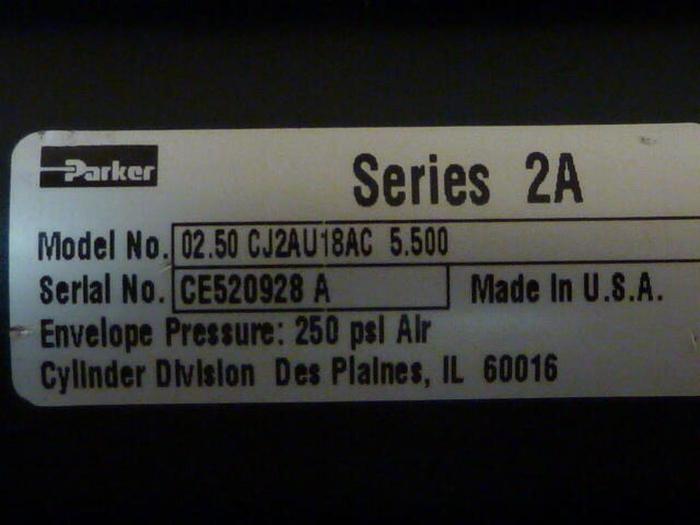 Parker
Series 2A
Model No. 02.50 CJ2AU18AC 5.500
Serial No. CE520928 A Made In U.S.A.
Envelope Pressure: 250 psi Air
Cylinder Division Des Plaines, IL 60016